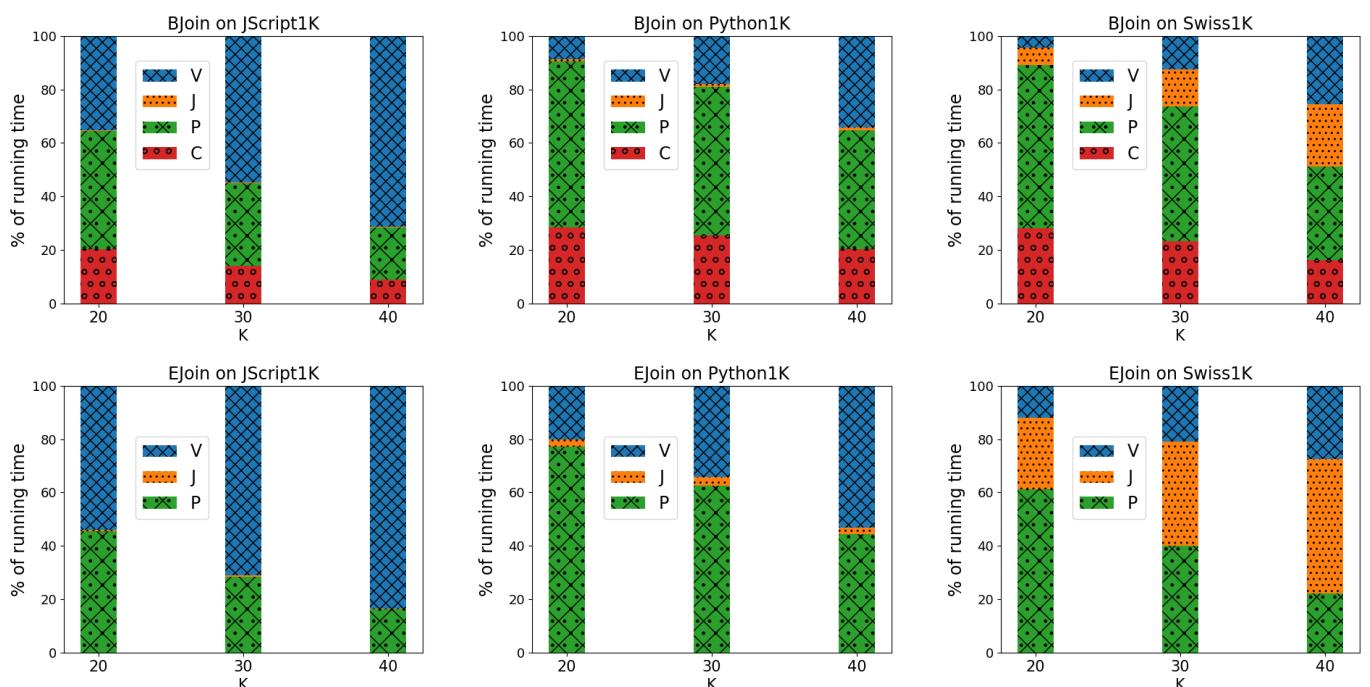 BJoin on JScript1K
% of running time
100
80
60
40
20
0
V
J
P
C
20 30 40
K
BJoin on Python1K
% of running time
100
80
60
40
20
0
V
J
P
C
20 30 40
K
BJoin on Swiss1K
% of running time
100
80
60
40
20
0
V
J
P
C
20 30 40
K
EJoin on JScript1K
% of running time
100
80
60
40
20
0
V
J
P
20 30 40
K
EJoin on Python1K
% of running time
100
80
60
40
20
0
V
J
P
20 30 40
K
EJoin on Swiss1K
% of running time
100
80
60
40
20
0
V
J
P
20 30 40
K